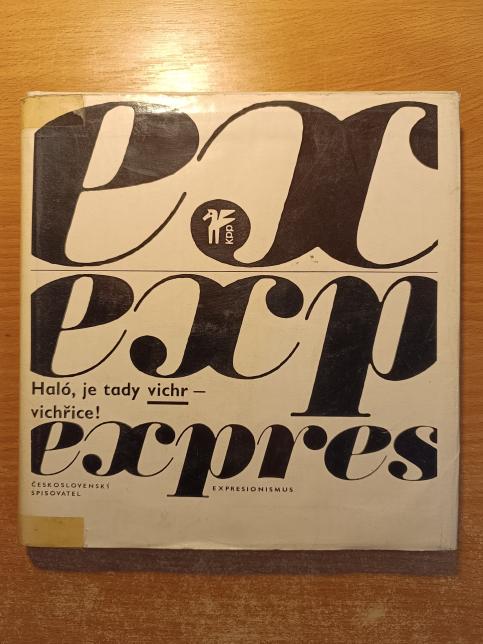 ex
KPP
exp
Haló, je tady vichr –
vichřice!
expres
ČESKOSLOVENSKÝ
SPISOVATEL
EXPRESIONISMUS